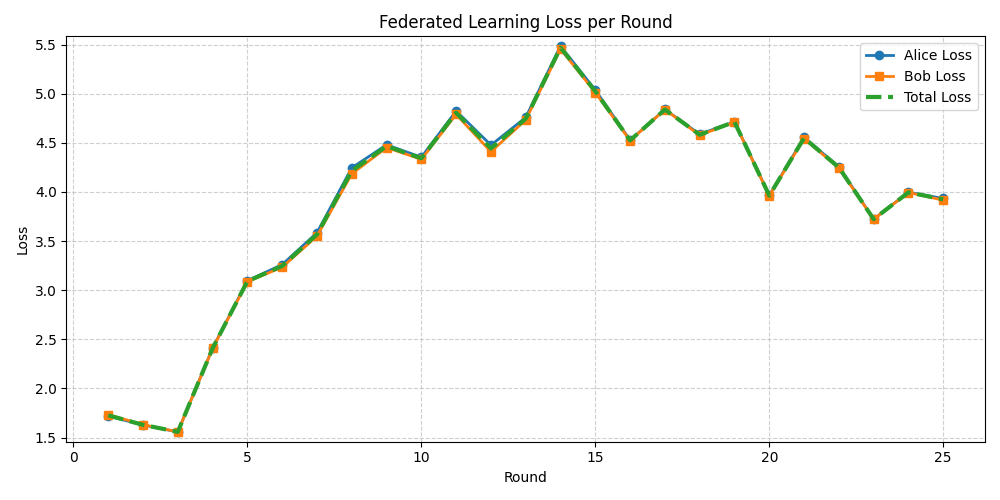 Federated Learning Loss per Round
Alice Loss
Bob Loss
Total Loss
Loss
5.5
5.0
4.5
4.0
3.5
3.0
2.5
2.0
1.5
0
5
10
15
20
25
Round